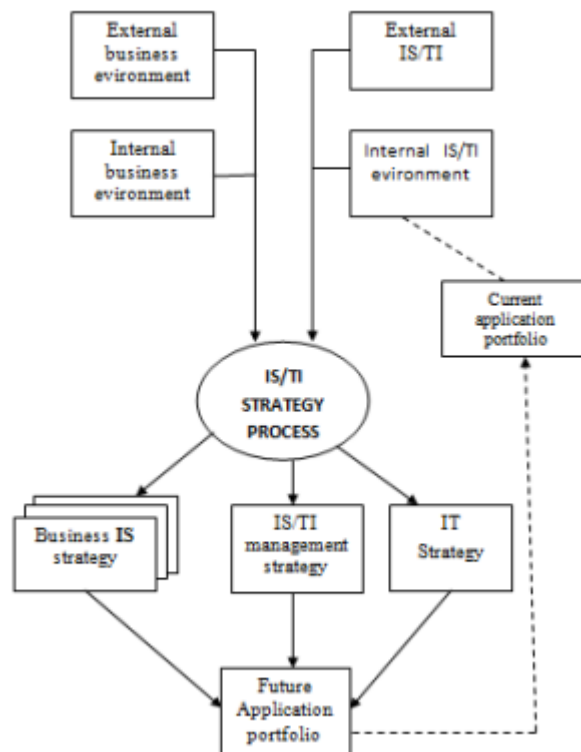 External
business
evironment
External
IS/TI
Internal
business
evironment
Internal IS/TI
evironment
Current
application
portfolio
IS/TI
STRATEGY
PROCESS
Business IS
strategy
IS/TI
management
strategy
IT
Strategy
Future
Application
portfolio